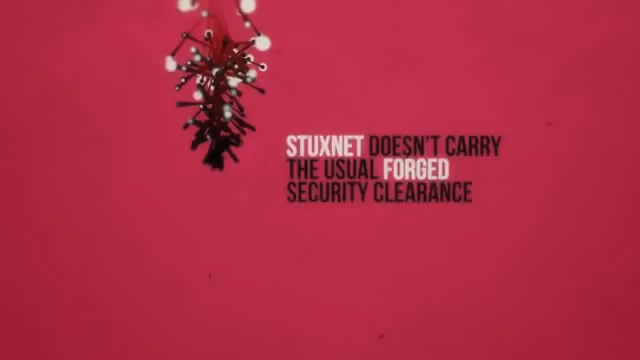 STUXNET DOESN'T CARRY
THE USUAL FORGED
SECURITY CLEARANCE